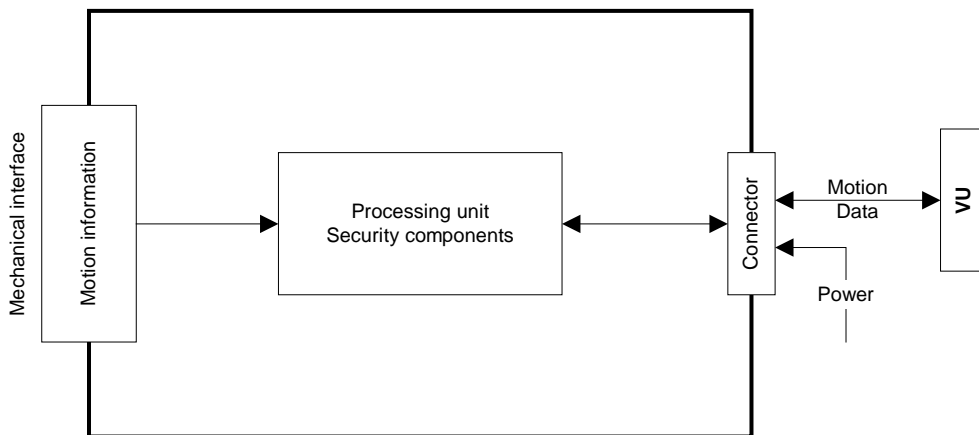 Mechanical interface
Motion information
Processing unit
Security components
Connector
Motion
Data
Power
VU